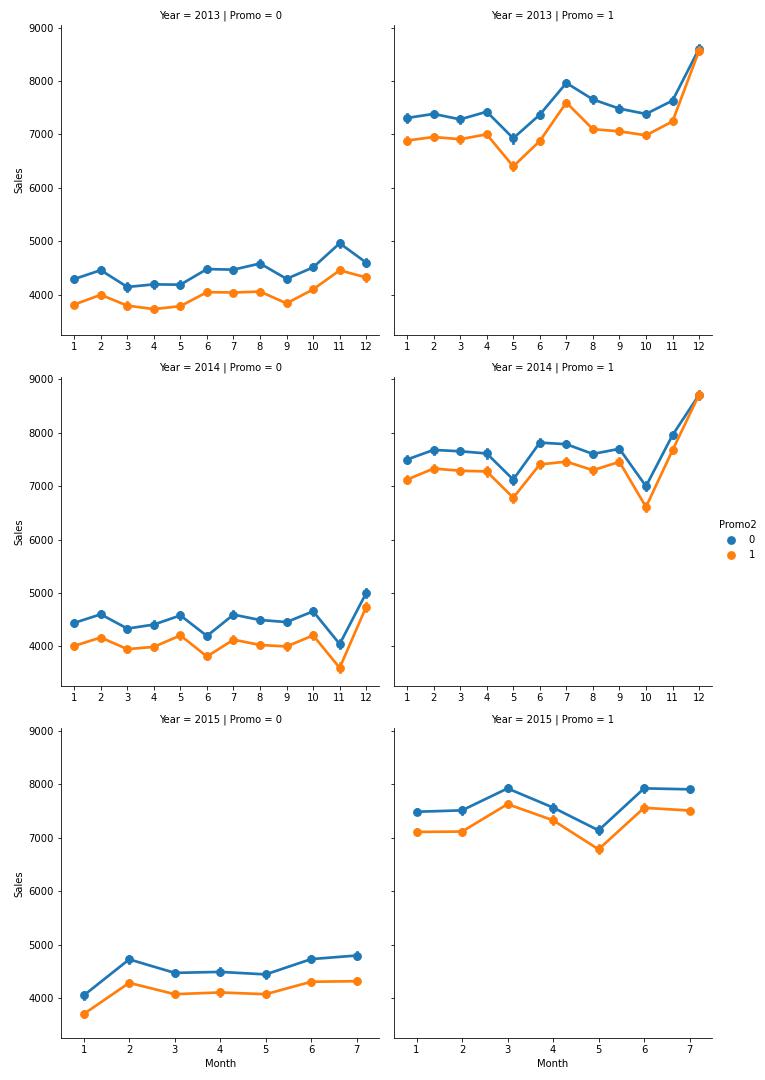 Year = 2013 | Promo = 0
Year = 2013 | Promo = 1
9000
8000
7000
6000
5000
4000
Sales
1 2 3 4 5 6 7 8 9 10 11 12
1 2 3 4 5 6 7 8 9 10 11 12
Year = 2014 | Promo = 0
Year = 2014 | Promo = 1
9000
8000
7000
6000
5000
4000
Sales
1 2 3 4 5 6 7 8 9 10 11 12
1 2 3 4 5 6 7 8 9 10 11 12
Promo2
0
1
Year = 2015 | Promo = 0
Year = 2015 | Promo = 1
9000
8000
7000
6000
5000
4000
Sales
1 2 3 4 5 6 7
1 2 3 4 5 6 7
Month
Month